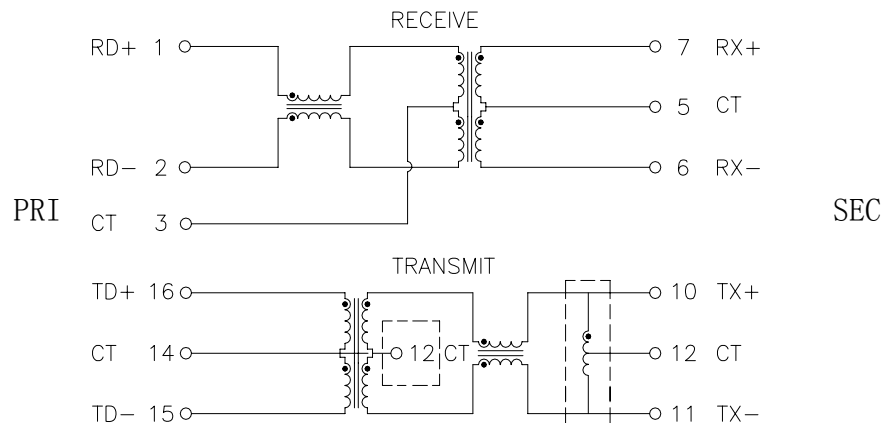 RECEIVE
RD+ 1 7 RX+
5 CT
RD- 2 6 RX-
PRI SEC
CT 3
TRANSMIT
TD+ 16 10 TX+
CT 14 12 CT 12 CT
TD- 15 11 TX-